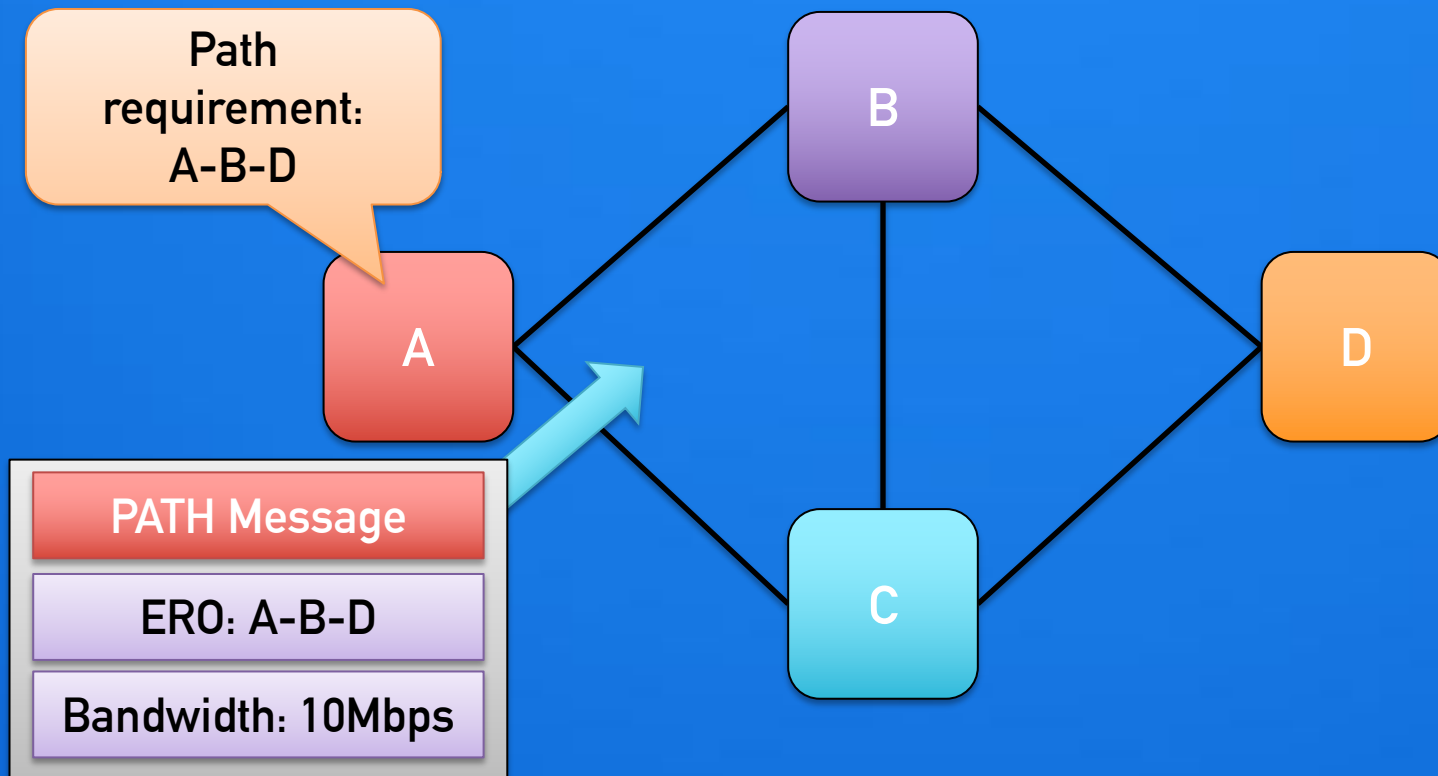 Path
requirement:
A-B-D
B
A
D
PATH Message
ERO: A-B-D
C
Bandwidth: 10Mbps